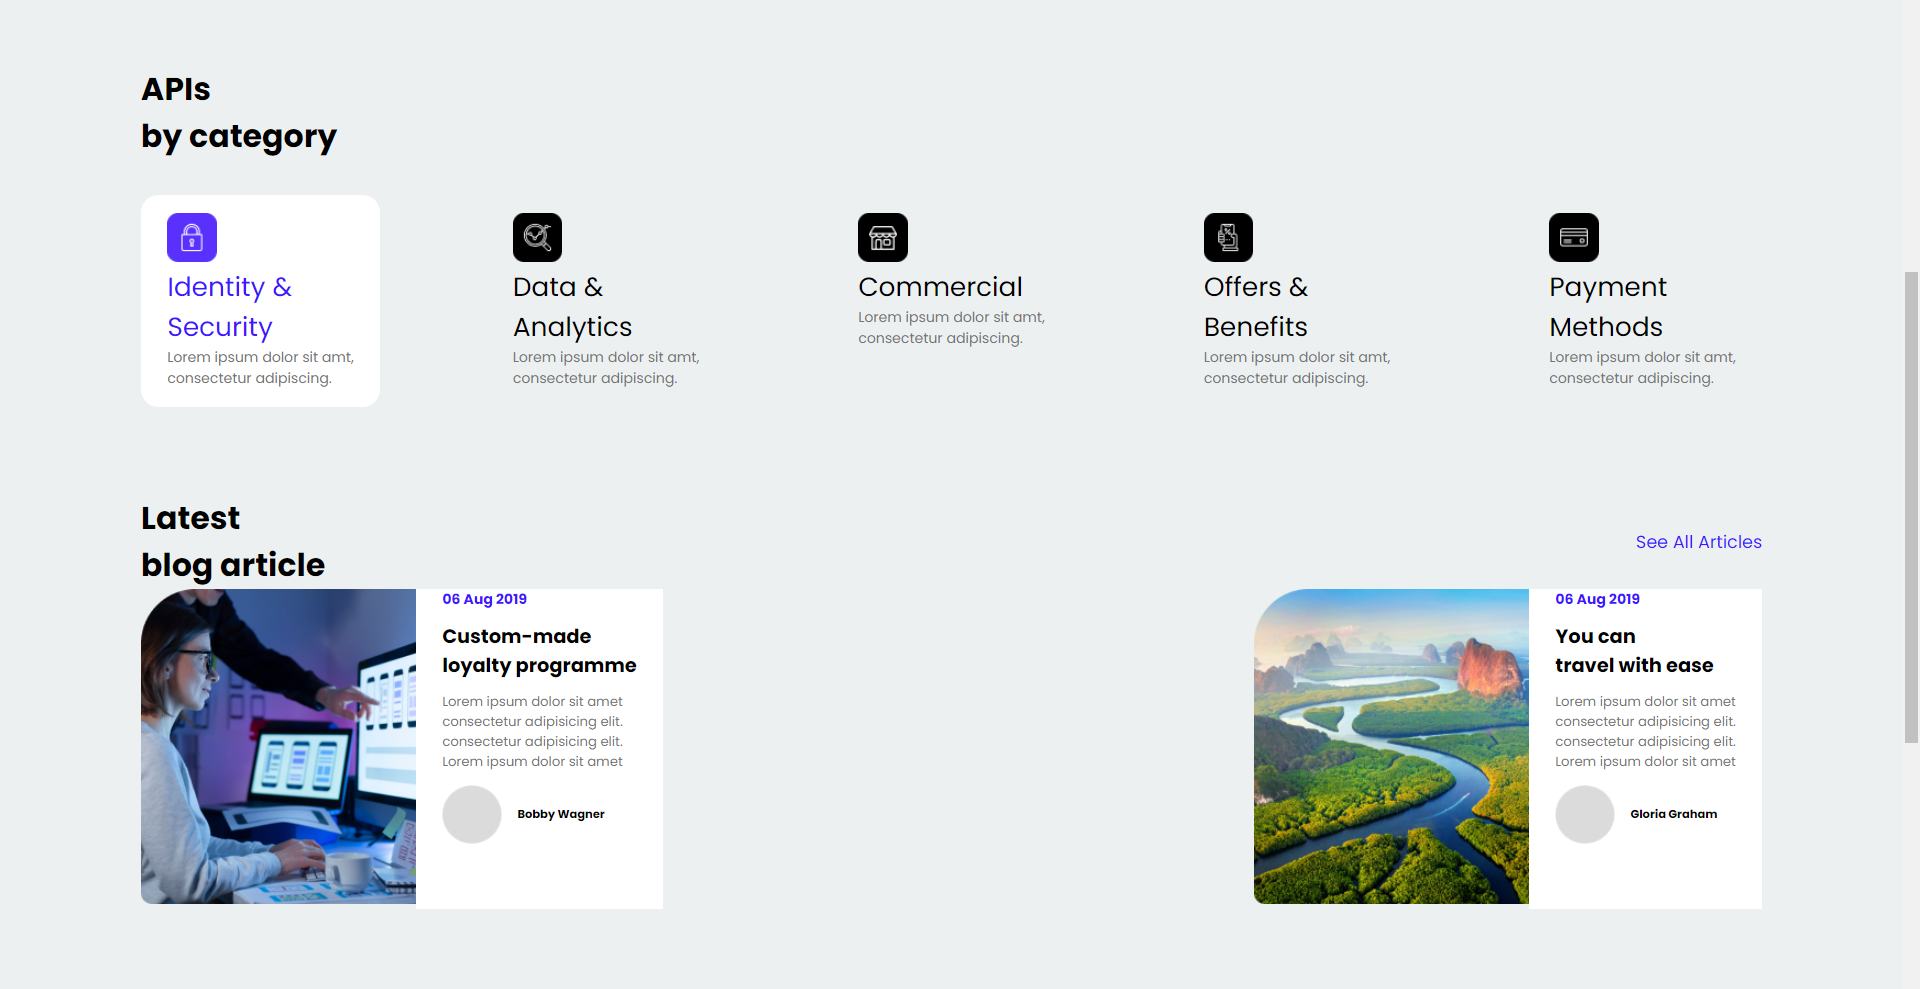 APIs
by category
Identity &
Security
Lorem ipsum dolor sit amt,
consectetur adipiscing.
Data &
Analytics
Lorem ipsum dolor sit amt,
consectetur adipiscing.
Commercial
Lorem ipsum dolor sit amt,
consectetur adipiscing.
Offers &
Benefits
Lorem ipsum dolor sit amt,
consectetur adipiscing.
Payment
Methods
Lorem ipsum dolor sit amt,
consectetur adipiscing.
Latest
blog article
See All Articles
06 Aug 2019
Custom-made
loyalty programme
Lorem ipsum dolor sit amet
consectetur adipisicing elit.
consectetur adipisicing elit.
Lorem ipsum dolor sit amet
Bobby Wagner
06 Aug 2019
You can
travel with ease
Lorem ipsum dolor sit amet
consectetur adipisicing elit.
consectetur adipisicing elit.
Lorem ipsum dolor sit amet
Gloria Graham